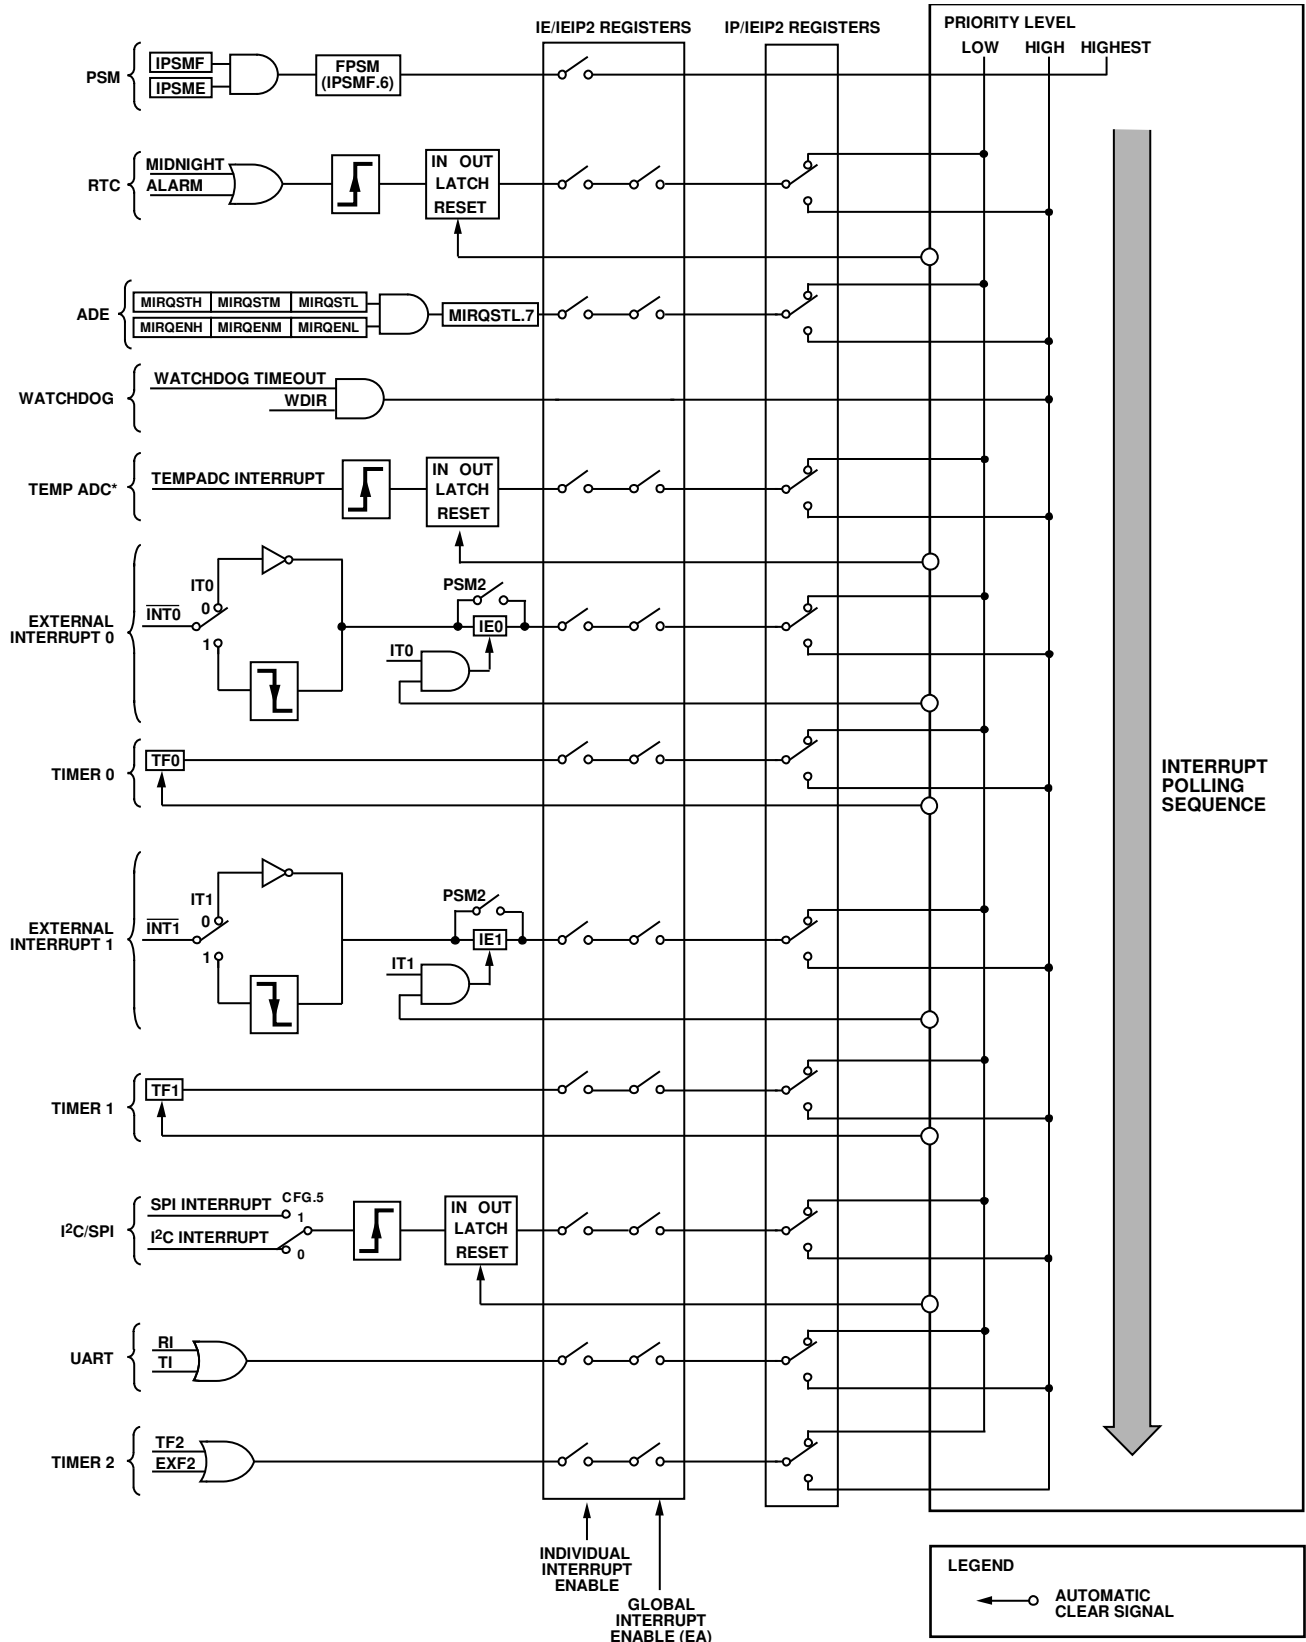 IE/IEIP2 REGISTERS
IP/IEIP2 REGISTERS
PRIORITY LEVEL
LOW HIGH HIGHEST
PSM
IPSMF
IPSME
FPSM
(IPSMF.6)
RTC
MIDNIGHT
ALARM
IN OUT
LATCH
RESET
ADE
MIRQSTH MIRQSTM MIRQSTL
MIRQENH MIRQENM MIRQENL
MIRQSTL.7
WATCHDOG
WATCHDOG TIMEOUT
WDIR
TEMP ADC*
TEMPADC INTERRUPT
IN OUT
LATCH
RESET
EXTERNAL
INTERRUPT 0
INT0
IT0
0
1
PSM2
IE0
IT0
TIMER 0
TF0
INTERRUPT
POLLING
SEQUENCE
EXTERNAL
INTERRUPT 1
INT1
IT1
0
1
PSM2
IE1
IT1
TIMER 1
TF1
I2C/SPI
SPI INTERRUPT
I2C INTERRUPT
CFG.5
1
0
IN OUT
LATCH
RESET
UART
RI
TI
TIMER 2
TF2
EXF2
INDIVIDUAL
INTERRUPT
ENABLE
GLOBAL
INTERRUPT
ENABLE (EA)
LEGEND
AUTOMATIC
CLEAR SIGNAL